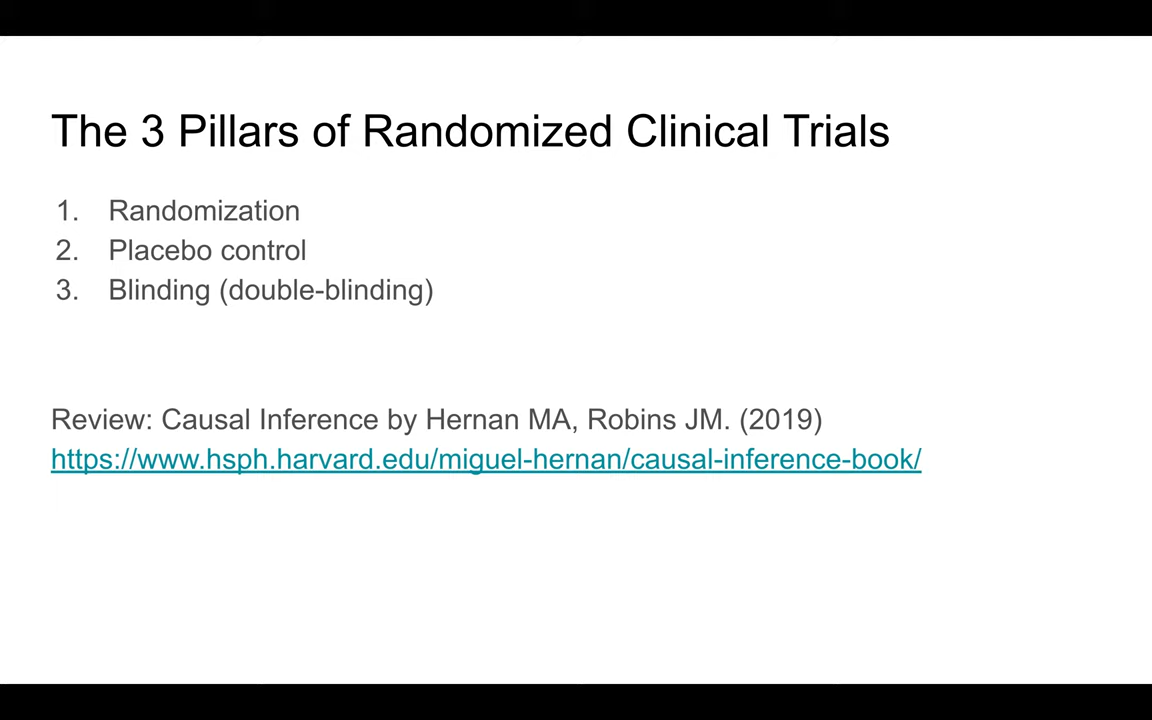 The 3 Pillars of Randomized Clinical Trials
1. Randomization
2. Placebo control
3. Blinding (double-blinding)
Review: Causal Inference by Hernan MA, Robins JM. (2019)
https://www.hsph.harvard.edu/miguel-hernan/causal-inference-book/